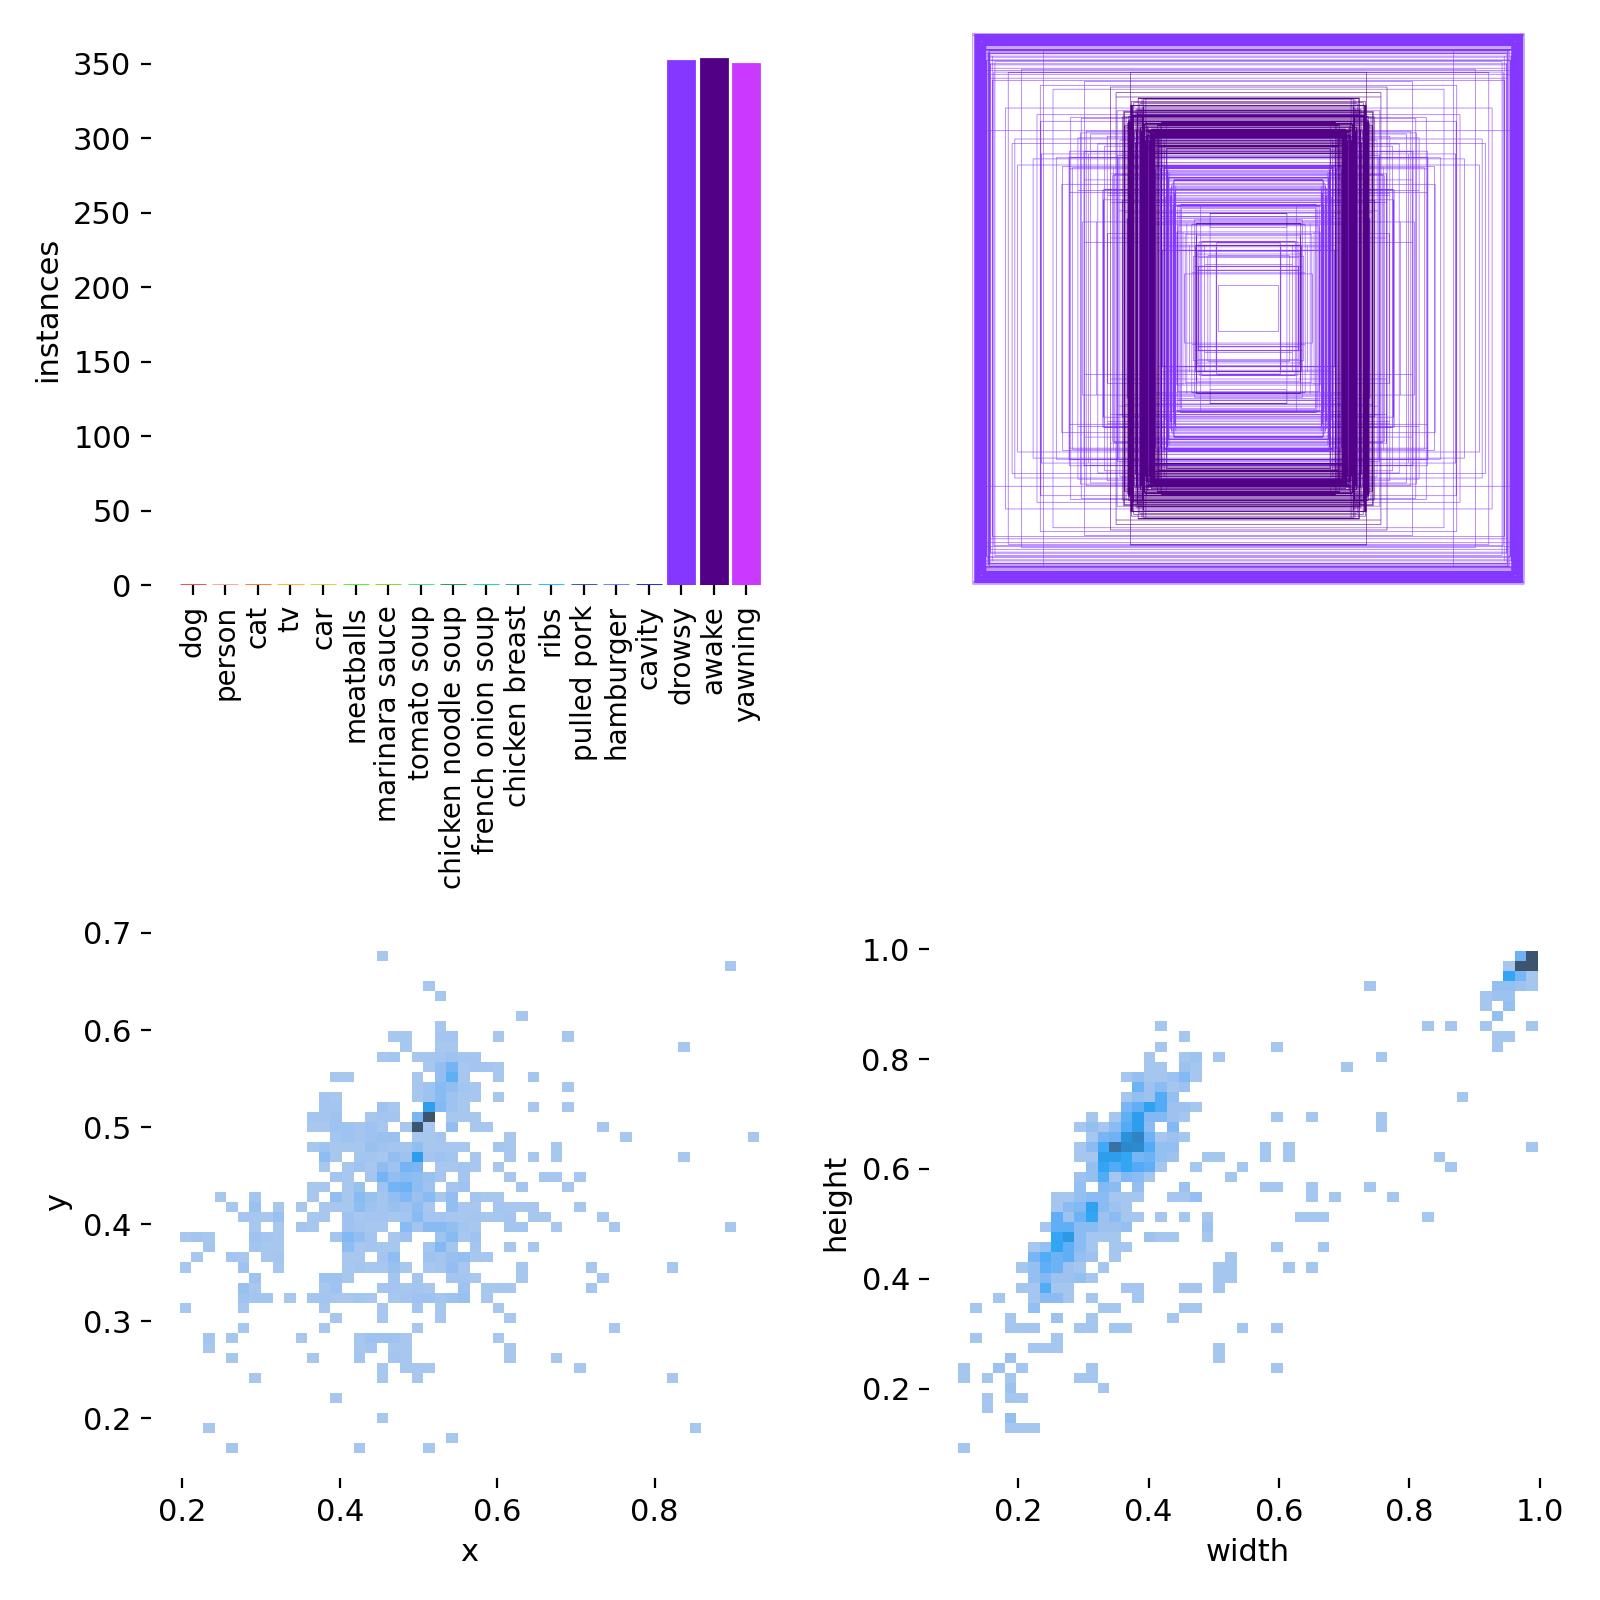 instances
350
300
250
200
150
100
50
0
dog
person
cat
tv
car
meatballs
marinara sauce
tomato soup
chicken noodle soup
french onion soup
chicken breast
ribs
pulled pork
hamburger
cavity
drowsy
awake
yawning
y
0.7
0.6
0.5
0.4
0.3
0.2
0.2 0.4 0.6 0.8
x
height
1.0
0.8
0.6
0.4
0.2
0.2 0.4 0.6 0.8 1.0
width